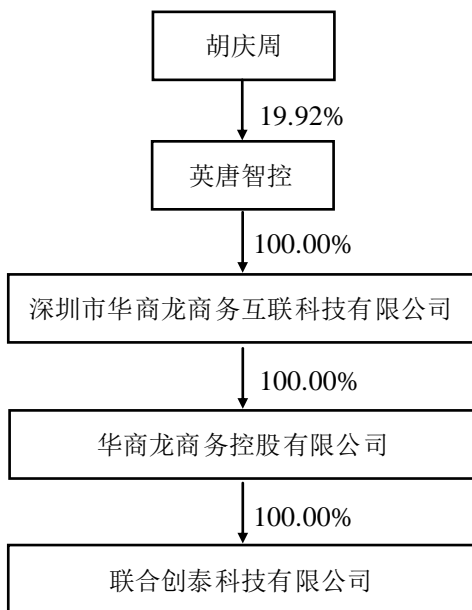 胡庆周
19.92%
英唐智控
100.00%
深圳市华商龙商务互联科技有限公司
100.00%
华商龙商务控股有限公司
100.00%
联合创泰科技有限公司